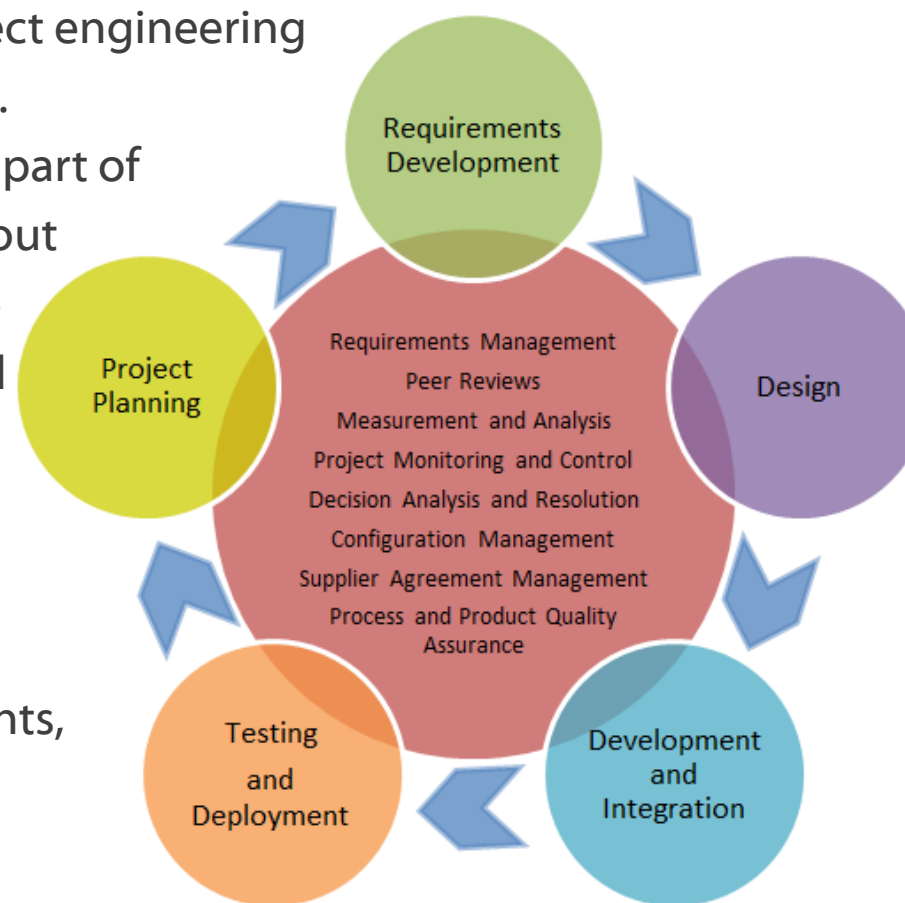 ect engineering
.
part of
out
Requirements
Development
Project
Planning
Design
Requirements Management
Peer Reviews
Measurement and Analysis
Project Monitoring and Control
Decision Analysis and Resolution
Configuration Management
Supplier Agreement Management
Process and Product Quality
Assurance
nts,
Testing
and
Deployment
Development
and
Integration